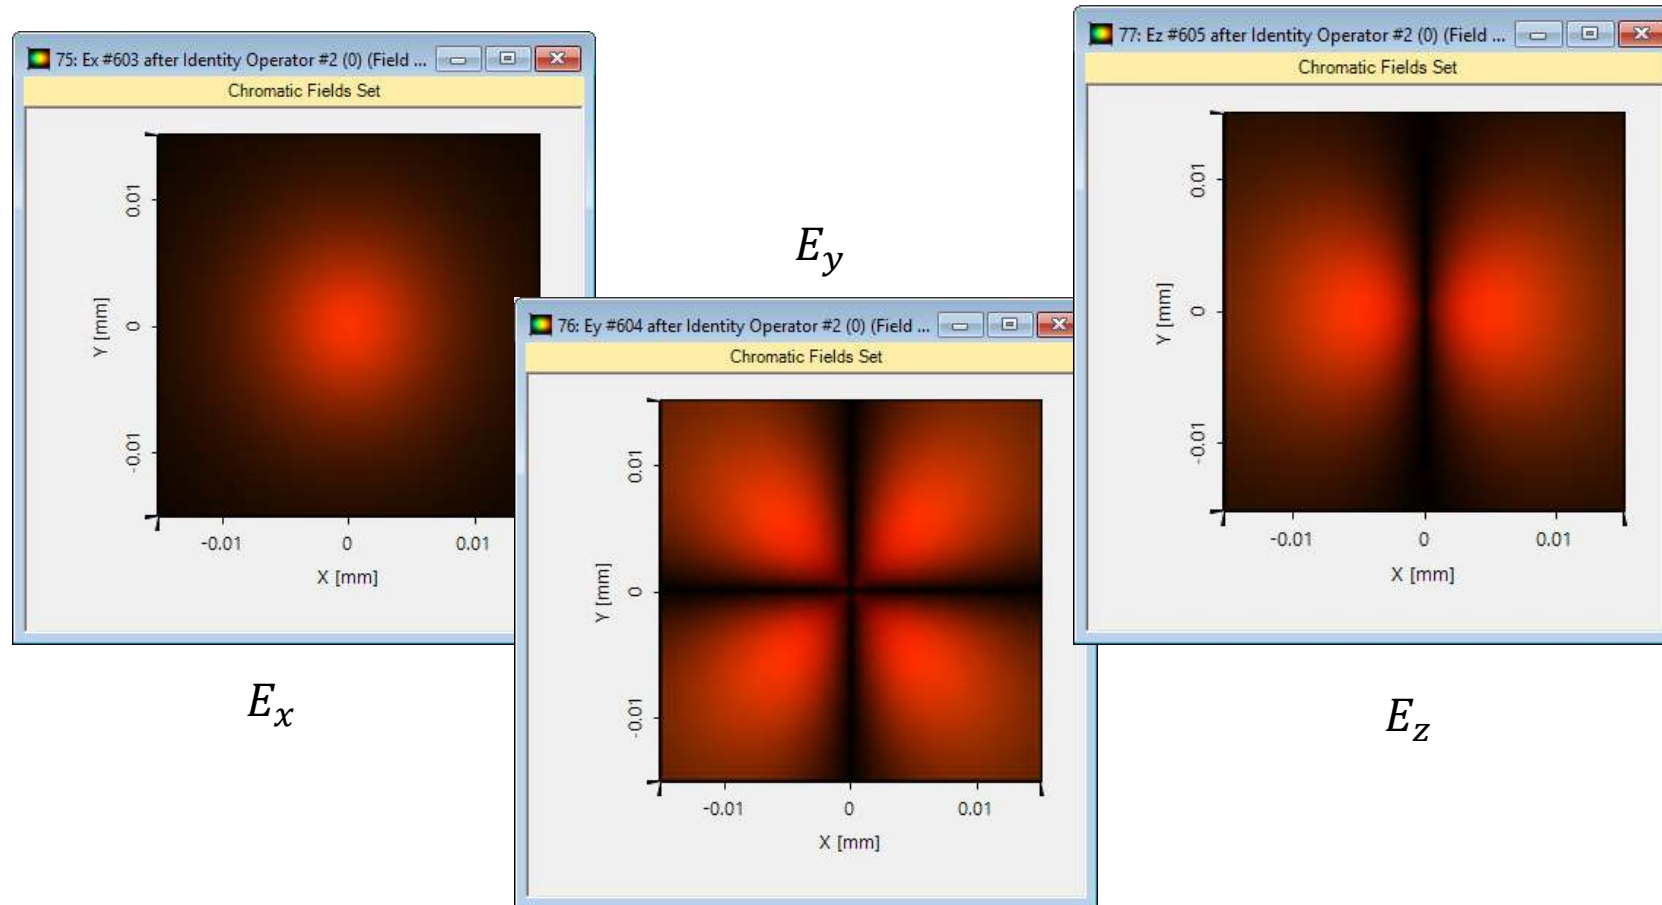 75: Ex #603 after Identity Operator #2 (0) (Field ...
Chromatic Fields Set
0.01
0
-0.01
Y [mm]
-0.01 0 0.01
X [mm]
E_x
E_y
76: Ey #604 after Identity Operator #2 (0) (Field ...
Chromatic Fields Set
0.01
0
-0.01
Y [mm]
-0.01 0 0.01
X [mm]
77: Ez #605 after Identity Operator #2 (0) (Field ...
Chromatic Fields Set
0.01
0
-0.01
Y [mm]
-0.01 0 0.01
X [mm]
E_z